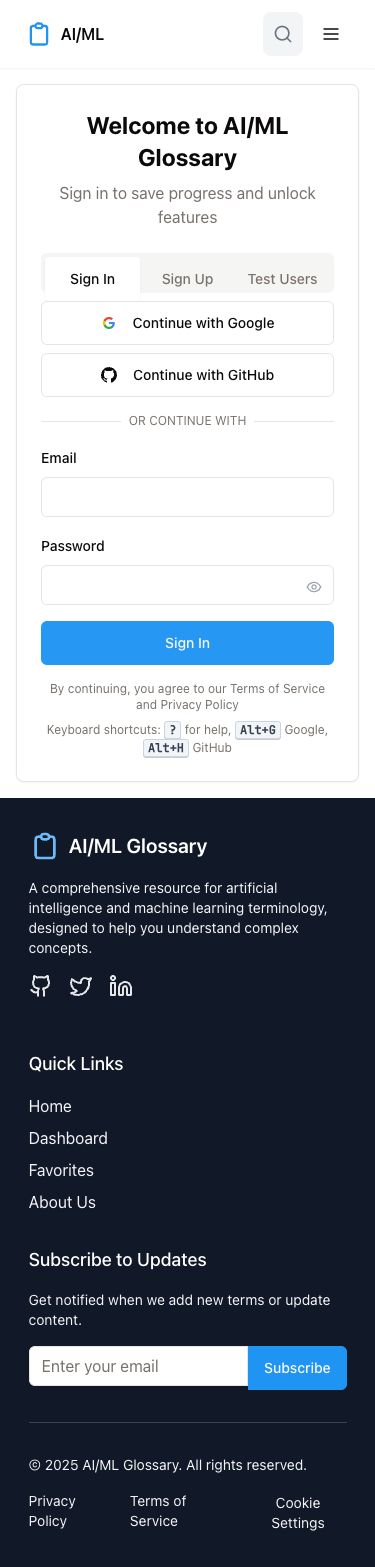 AI/ML
Welcome to AI/ML
Glossary
Sign in to save progress and unlock
features
Sign In
Sign Up
Test Users
Continue with Google
Continue with GitHub
OR CONTINUE WITH
Email
Password
Sign In
By continuing, you agree to our Terms of Service
and Privacy Policy
Keyboard shortcuts: ? for help, Alt+G Google,
Alt+H GitHub
AI/ML Glossary
A comprehensive resource for artificial
intelligence and machine learning terminology,
designed to help you understand complex
concepts.
Quick Links
Home
Dashboard
Favorites
About Us
Subscribe to Updates
Get notified when we add new terms or update
content.
Enter your email
Subscribe
© 2025 AI/ML Glossary. All rights reserved.
Privacy
Policy
Terms of
Service
Cookie
Settings